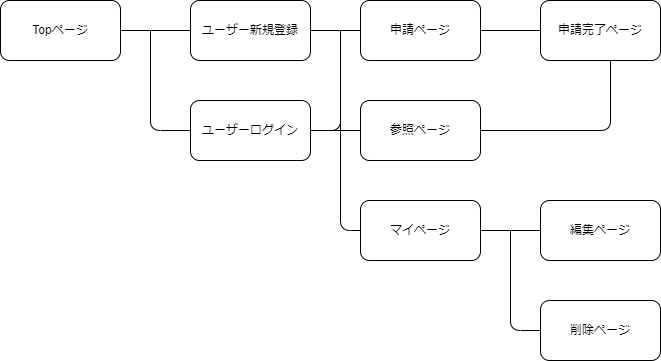 Topページ
ユーザー新規登録
申請ページ
申請完了ページ
ユーザーログイン
参照ページ
マイページ
編集ページ
削除ページ